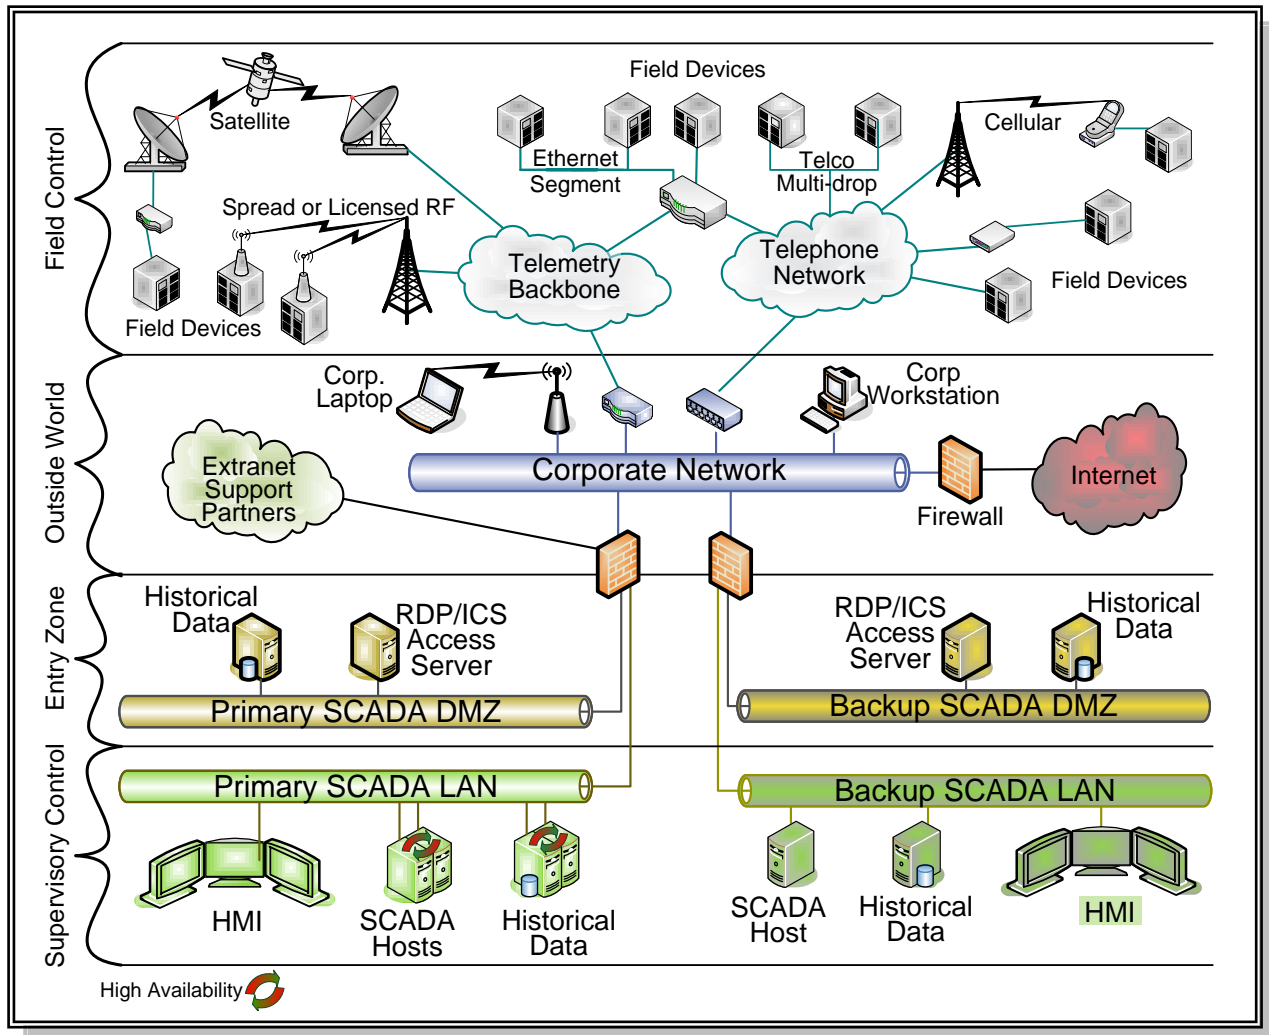 Field Control
Field Devices
Satellite
Ethernet
Segment
Telco
Multi-drop
Cellular
Spread or Licensed RF
Telemetry
Backbone
Telephone
Network
Field Devices
Field Devices
Outside World
Corp.
Laptop
Corp
Workstation
Extranet
Support
Partners
Corporate Network
Internet
Firewall
Entry Zone
Historical
Data
RDP/ICS
Access
Server
RDP/ICS
Access
Server
Historical
Data
Primary SCADA DMZ
Backup SCADA DMZ
Supervisory Control
Primary SCADA LAN
Backup SCADA LAN
HMI
SCADA
Hosts
Historical
Data
SCADA
Host
Historical
Data
HMI
High Availability